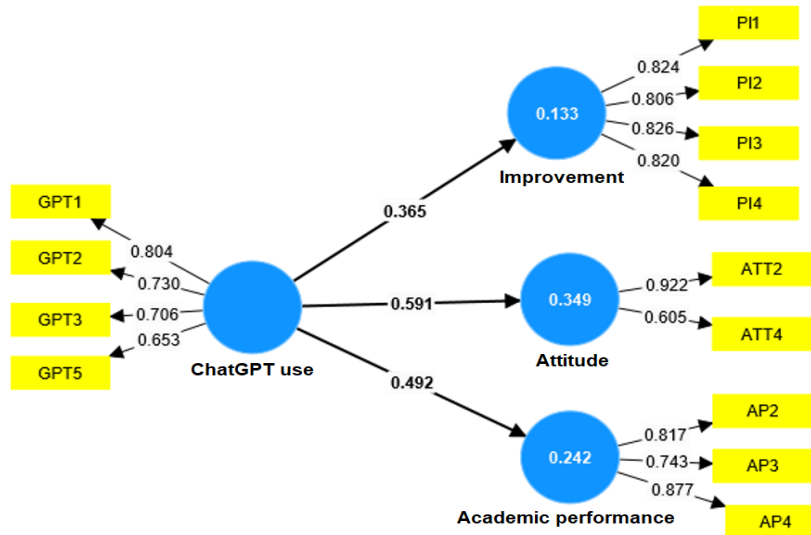 PI1
0.824
PI2
0.806
0.133
0.826
PI3
0.820
Improvement
PI4
GPT1
0.365
0.804
GPT2
0.730
ATT2
0.922
0.591
0.349
GPT3
0.706
0.605
ATT4
0.653
GPT5
ChatGPT use
Attitude
0.492
AP2
0.817
0.242
0.743
AP3
0.877
Academic performance
AP4